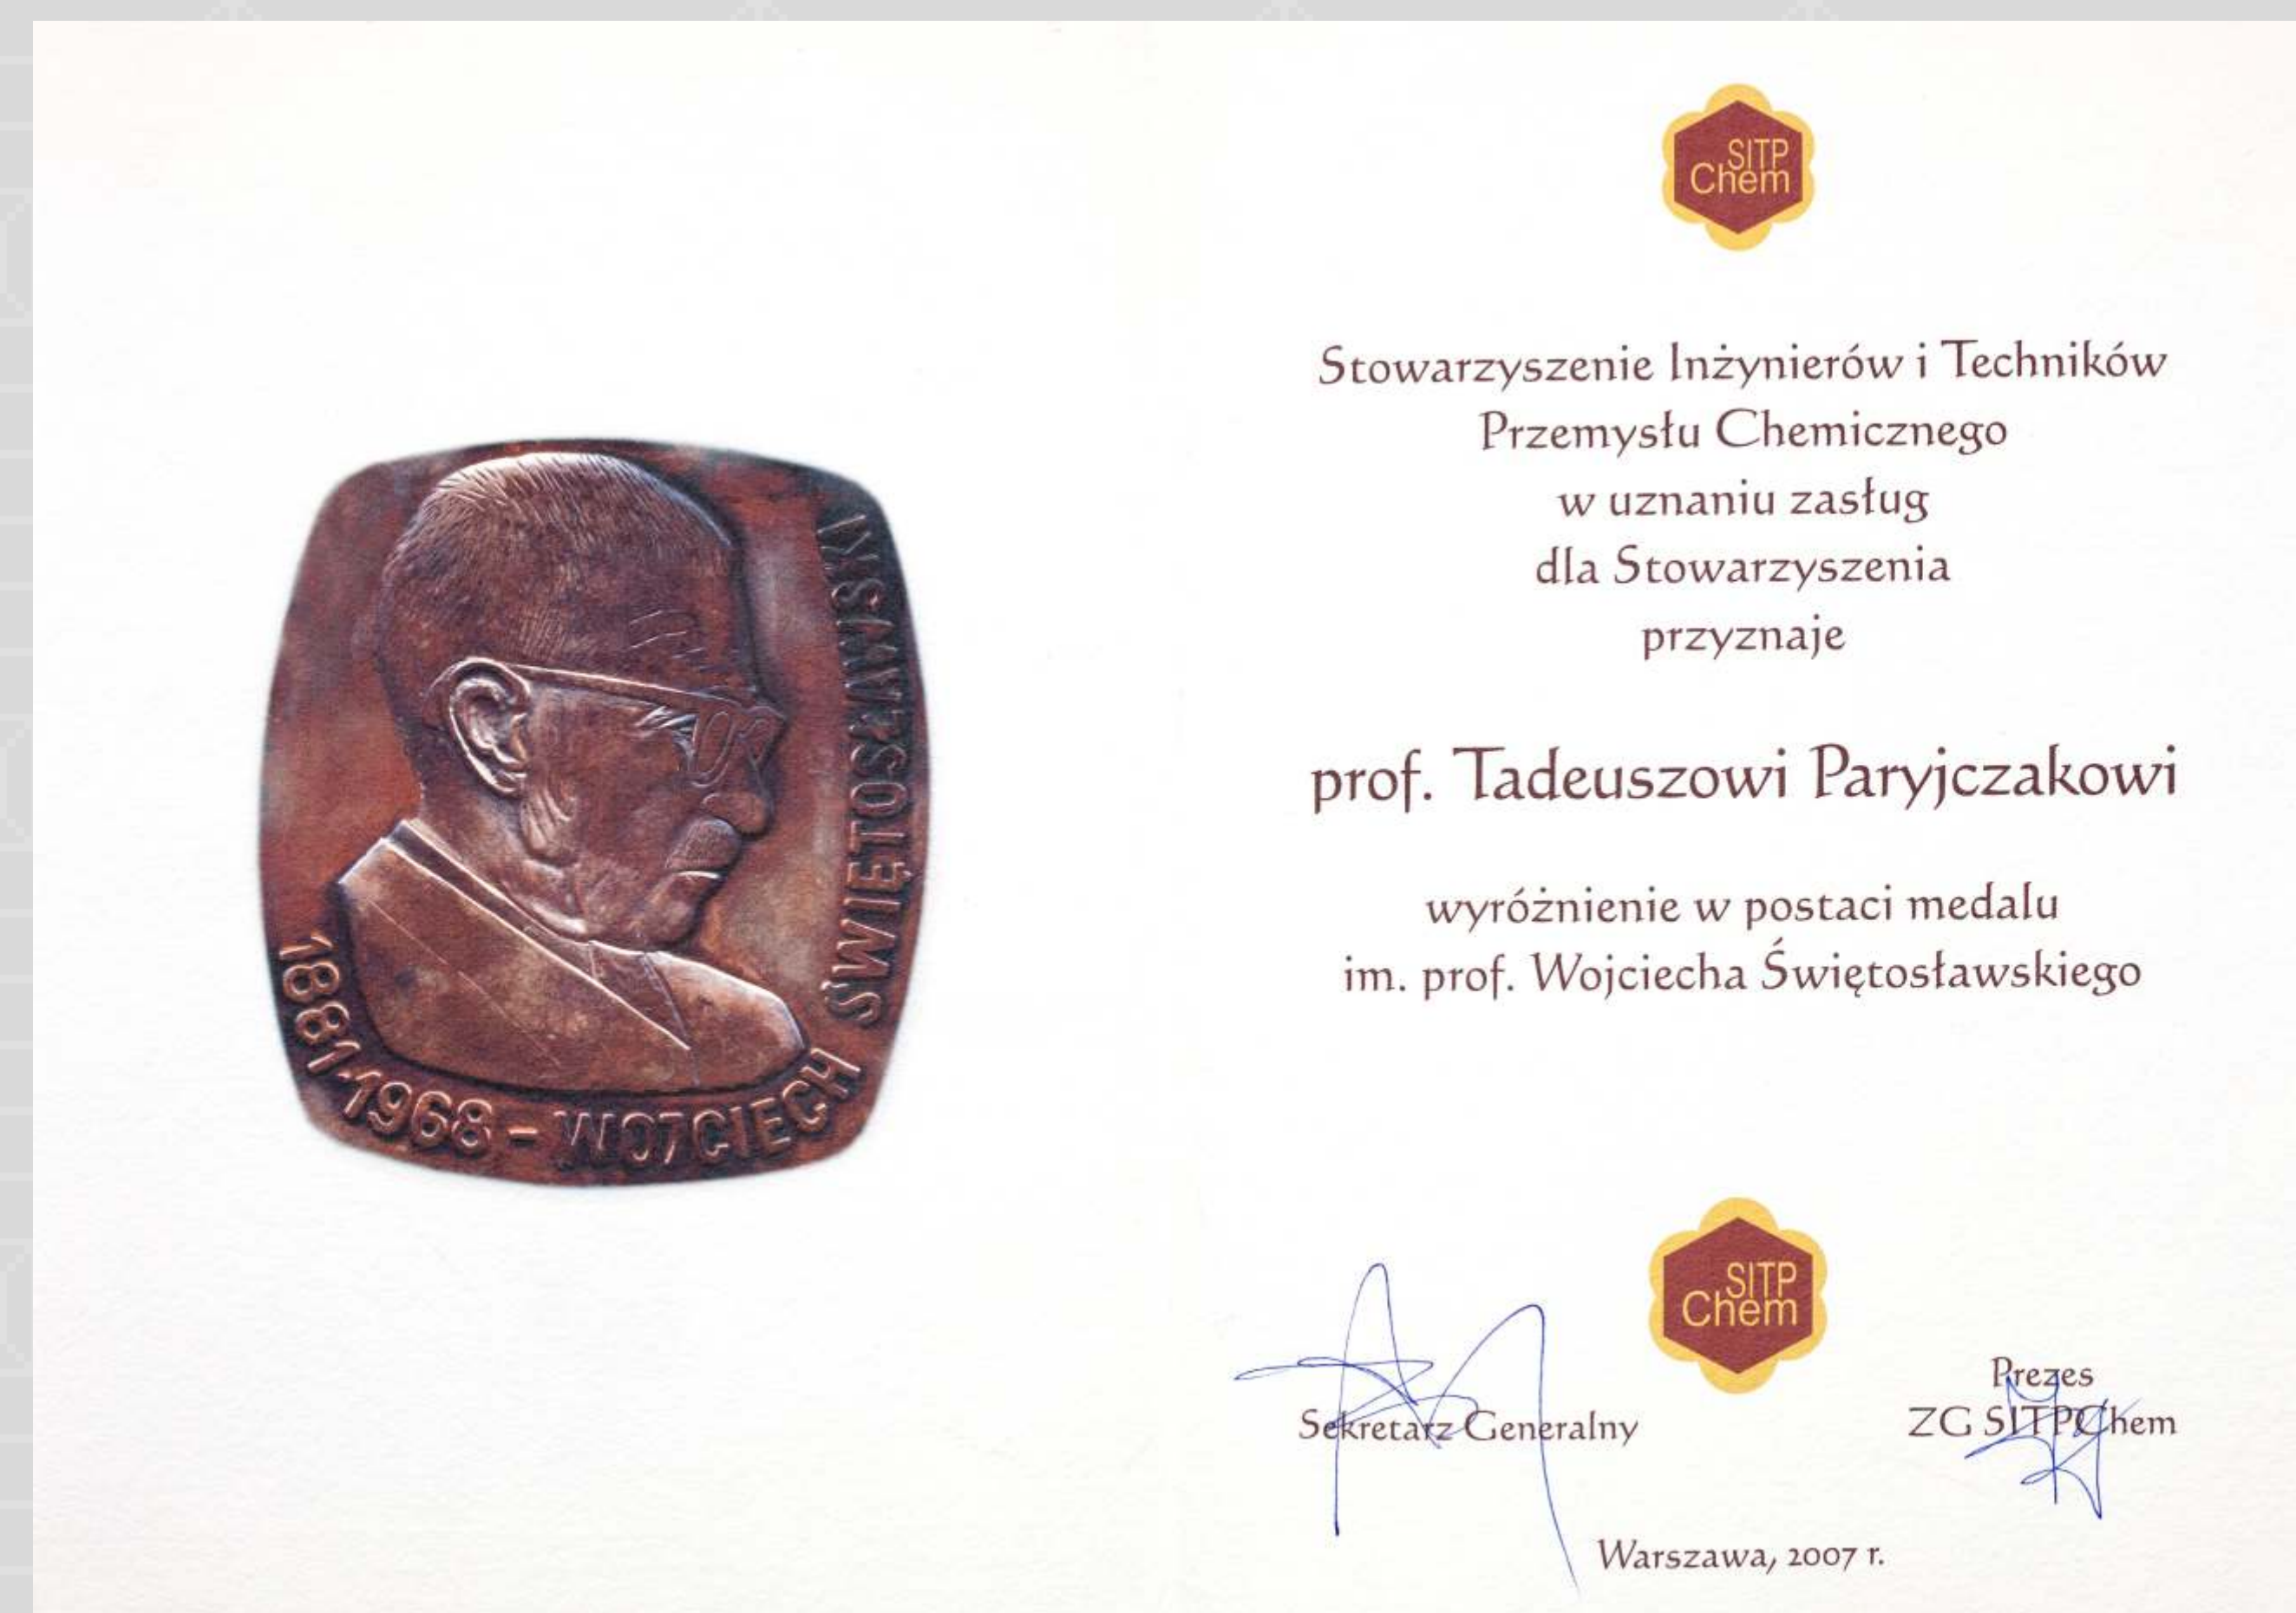 1881-1968 - WOJCIECH ŚWIĘTOSŁAWSKI
SITP
Chem
Stowarzyszenie Inżynierów i Techników
Przemysłu Chemicznego
w uznaniu zasług
dla Stowarzyszenia
przyznaje
prof. Tadeuszowi Paryjczakowi
wyróżnienie w postaci medalu
im. prof. Wojciecha Świętosławskiego
SITP
Chem
Sekretarz Generalny
Prezes
ZG SITPChem
Warszawa, 2007 r.